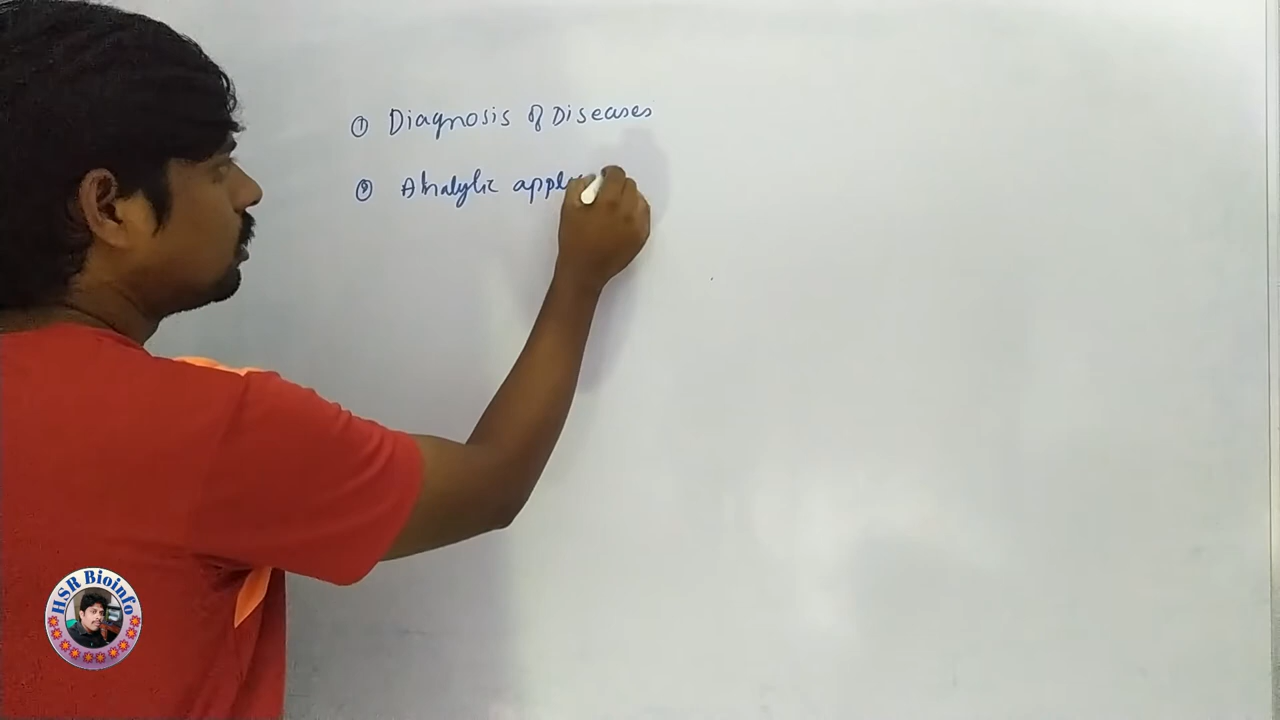 ① Diagnosis of Diseases
② Analytic appl
HSR Bioinfo